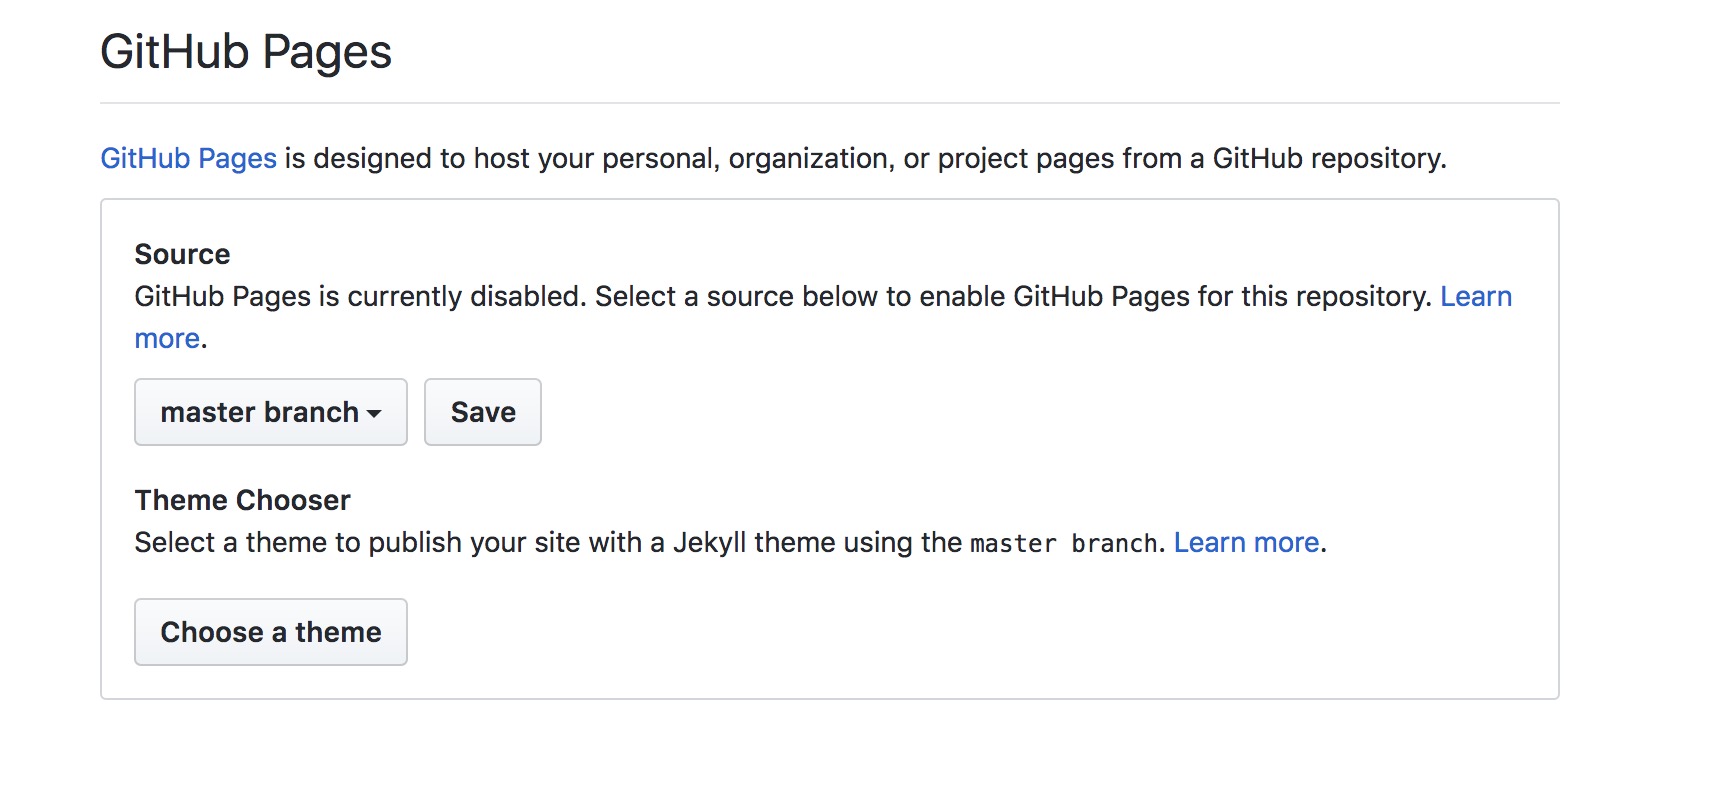 GitHub Pages
GitHub Pages is designed to host your personal, organization, or project pages from a GitHub repository.
Source
GitHub Pages is currently disabled. Select a source below to enable GitHub Pages for this repository. Learn
more.
master branch Save
Theme Chooser
Select a theme to publish your site with a Jekyll theme using the master branch. Learn more.
Choose a theme